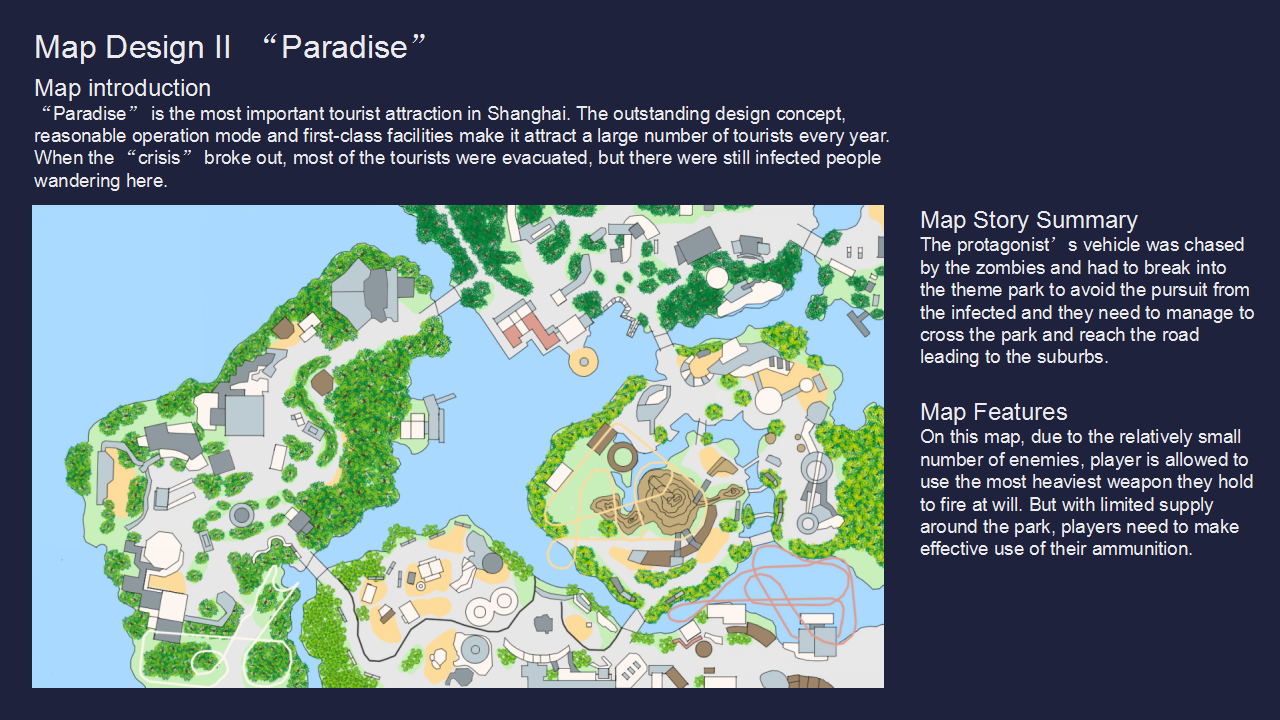 Map Design II “Paradise”
Map introduction
“Paradise” is the most important tourist attraction in Shanghai. The outstanding design concept,
reasonable operation mode and first-class facilities make it attract a large number of tourists every year.
When the “crisis” broke out, most of the tourists were evacuated, but there were still infected people
wandering here.
Map Story Summary
The protagonist’s vehicle was chased
by the zombies and had to break into
the theme park to avoid the pursuit from
the infected and they need to manage to
cross the park and reach the road
leading to the suburbs.
Map Features
On this map, due to the relatively small
number of enemies, player is allowed to
use the most heaviest weapon they hold
to fire at will. But with limited supply
around the park, players need to make
effective use of their ammunition.